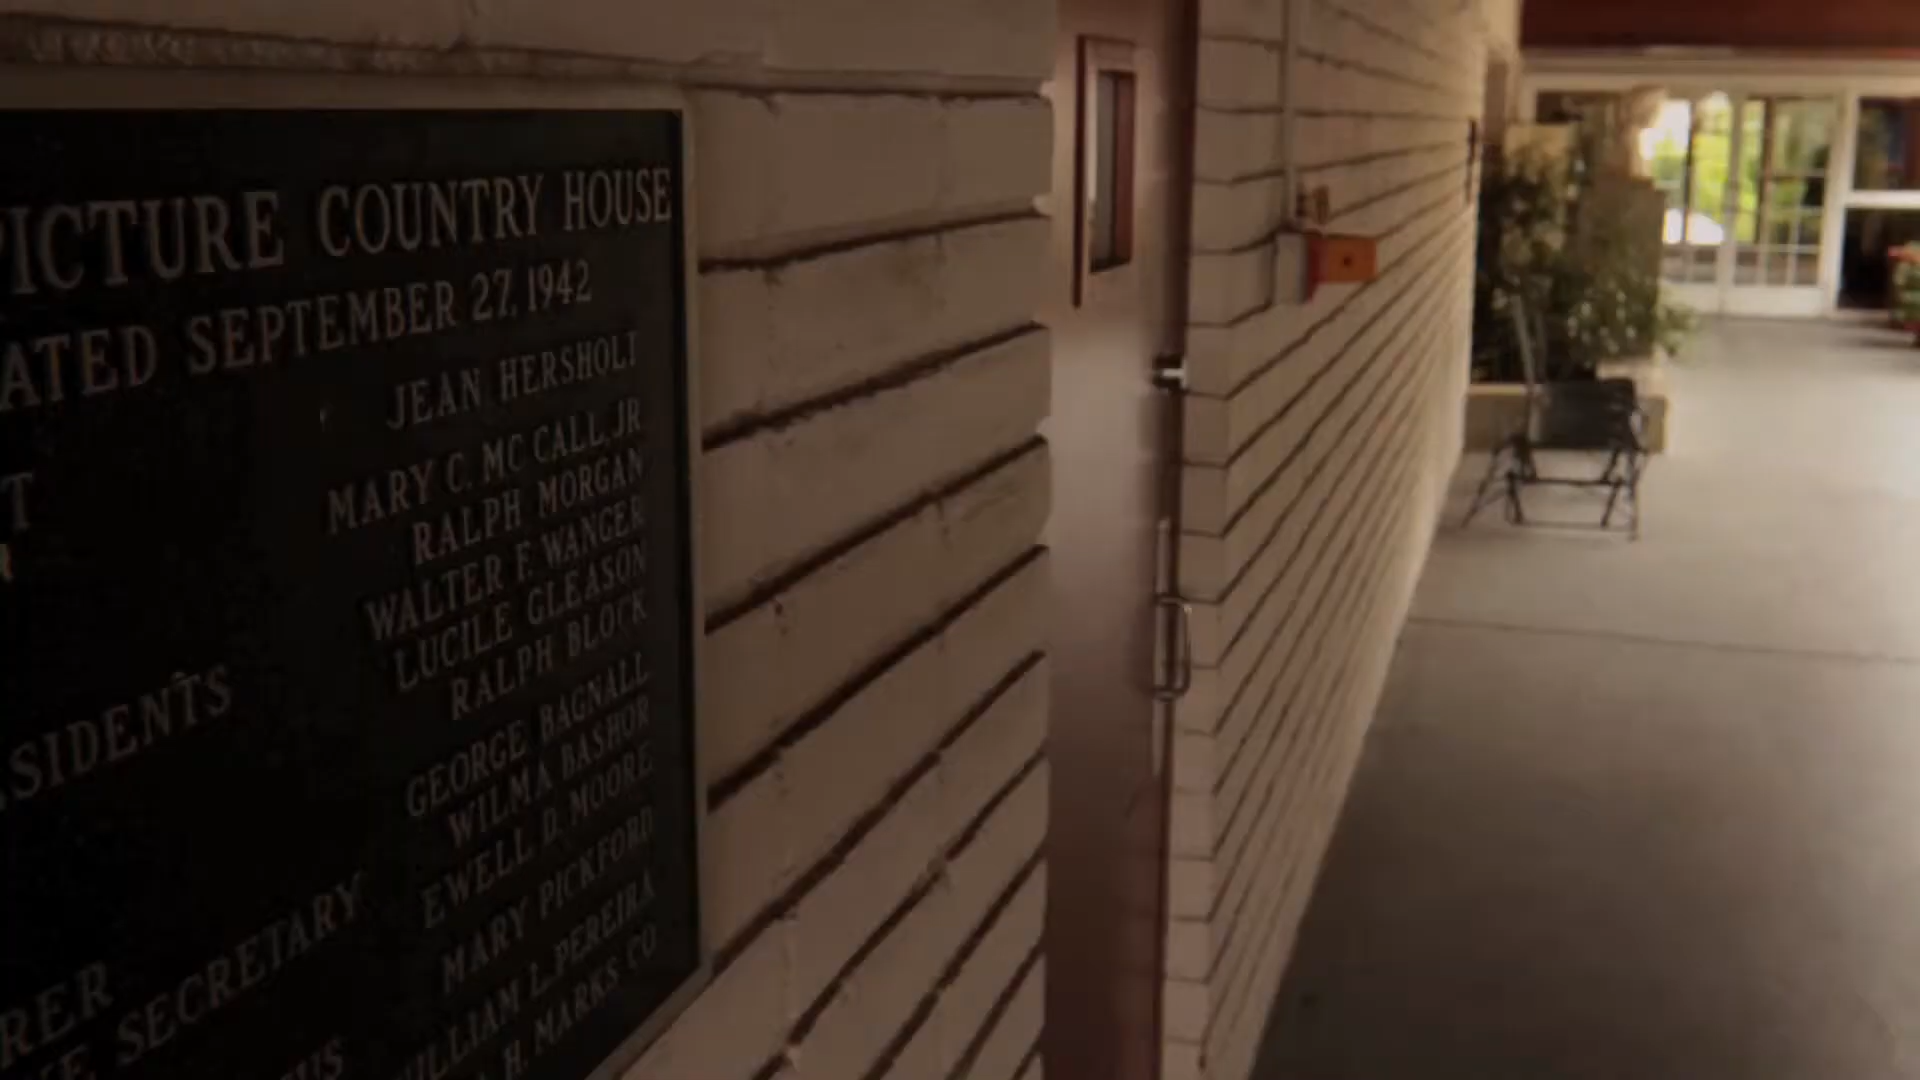 PICTURE COUNTRY HOUSE
ATED SEPTEMBER 27, 1942
JEAN HERSHOLT
MARY C. MC CALL, JR
RALPH MORGAN
WALTER F. WANGER
LUCILE GLEASON
RALPH BLOCK
SIDENTS
GEORGE BAGNALL
WILMA BASHOR
EWELL D. MOORE
RER
MARY PICKFORD
SECRETARY
WILLIAM L. PEREIRA
H. MARKS CO